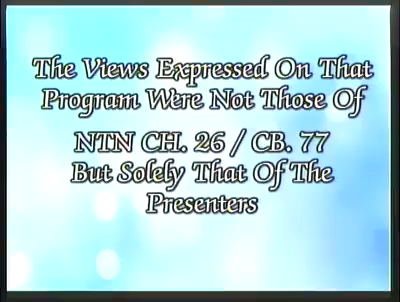 The Views Expressed On That
Program Were Not Those Of
NTN CH. 26 / CB. 77
But Solely That Of The
Presenters